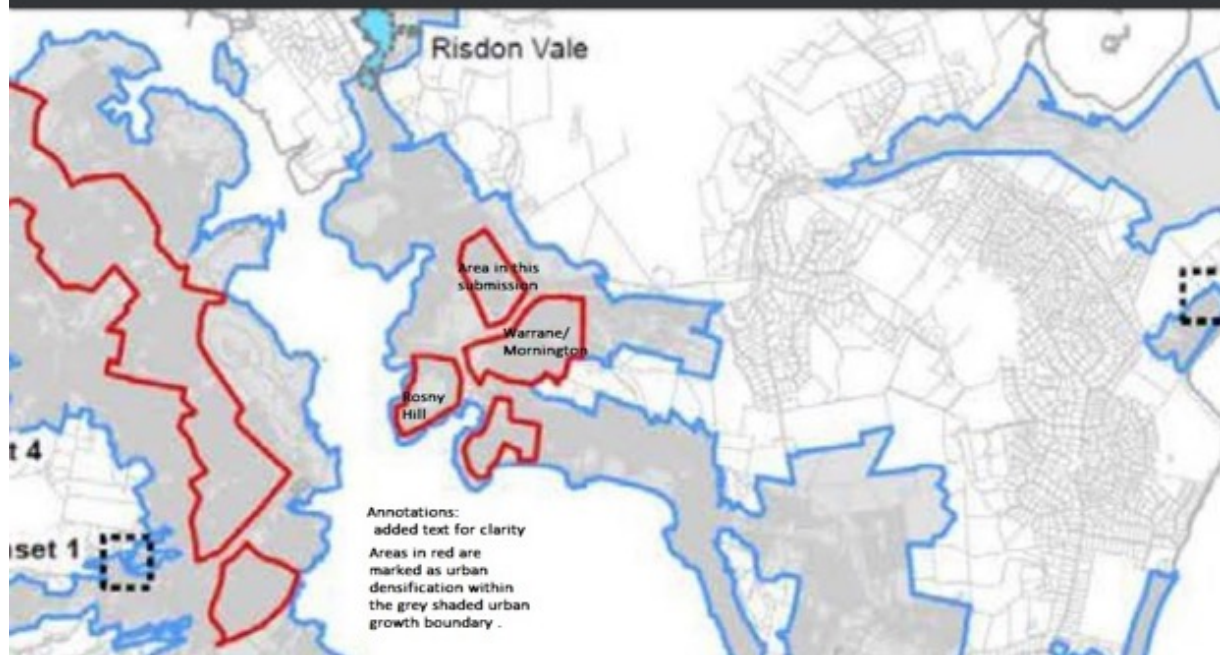 Risdon Vale
Area in this
submission
Warrane/
Mornington
Rosny
Hill
t 4
set 1
Annotations:
added text for clarity
Areas in red are
marked as urban
densification within
the grey shaded urban
growth boundary .